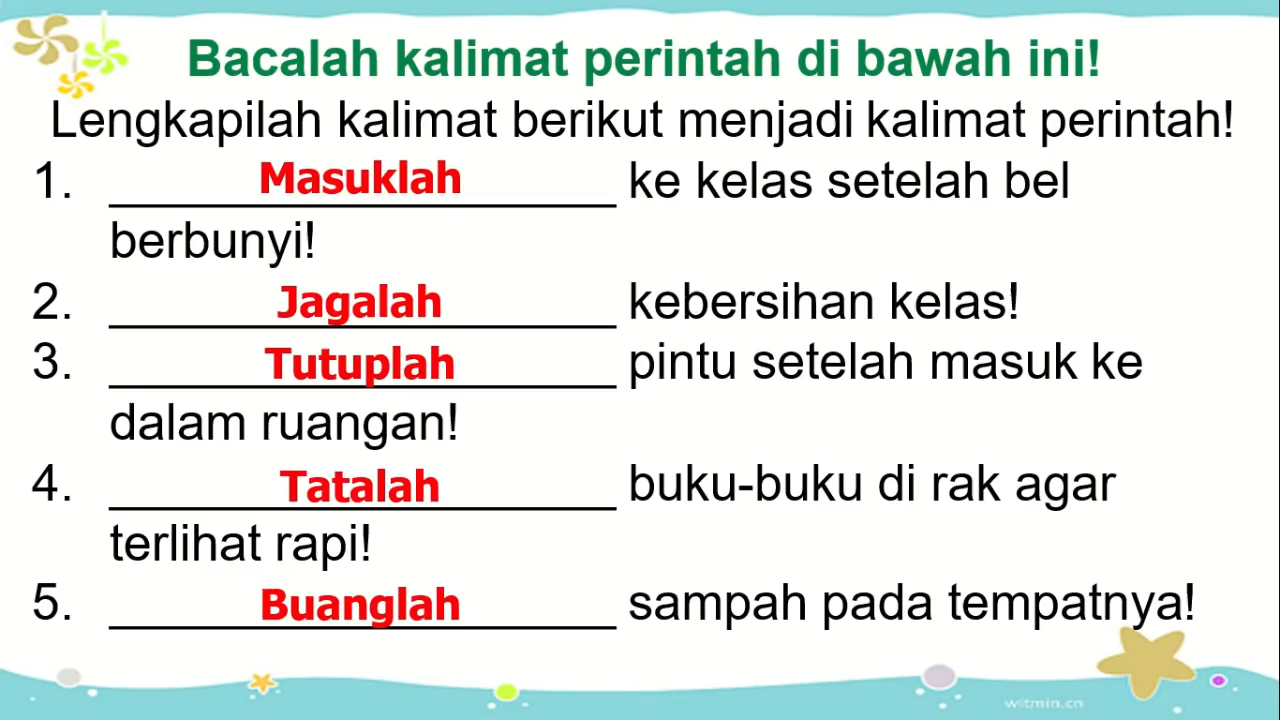 Bacalah kalimat perintah di bawah ini!
Lengkapilah kalimat berikut menjadi kalimat perintah!
1. Masuklah ke kelas setelah bel
berbunyi!
2. Jagalah kebersihan kelas!
3. Tutuplah pintu setelah masuk ke
dalam ruangan!
4. Tatalah buku-buku di rak agar
terlihat rapi!
5. Buanglah sampah pada tempatnya!
witmin.cn